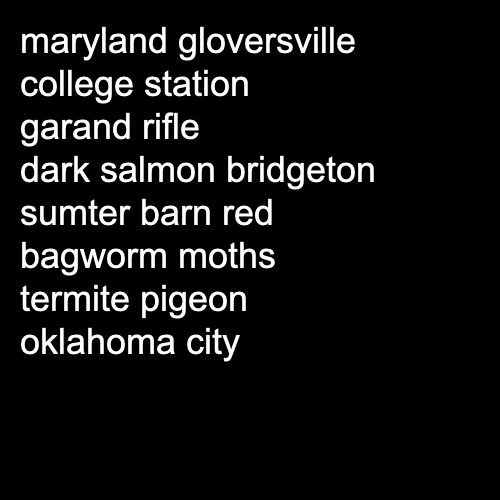 maryland gloversville
college station
garand rifle
dark salmon bridgeton
sumter barn red
bagworm moths
termite pigeon
oklahoma city